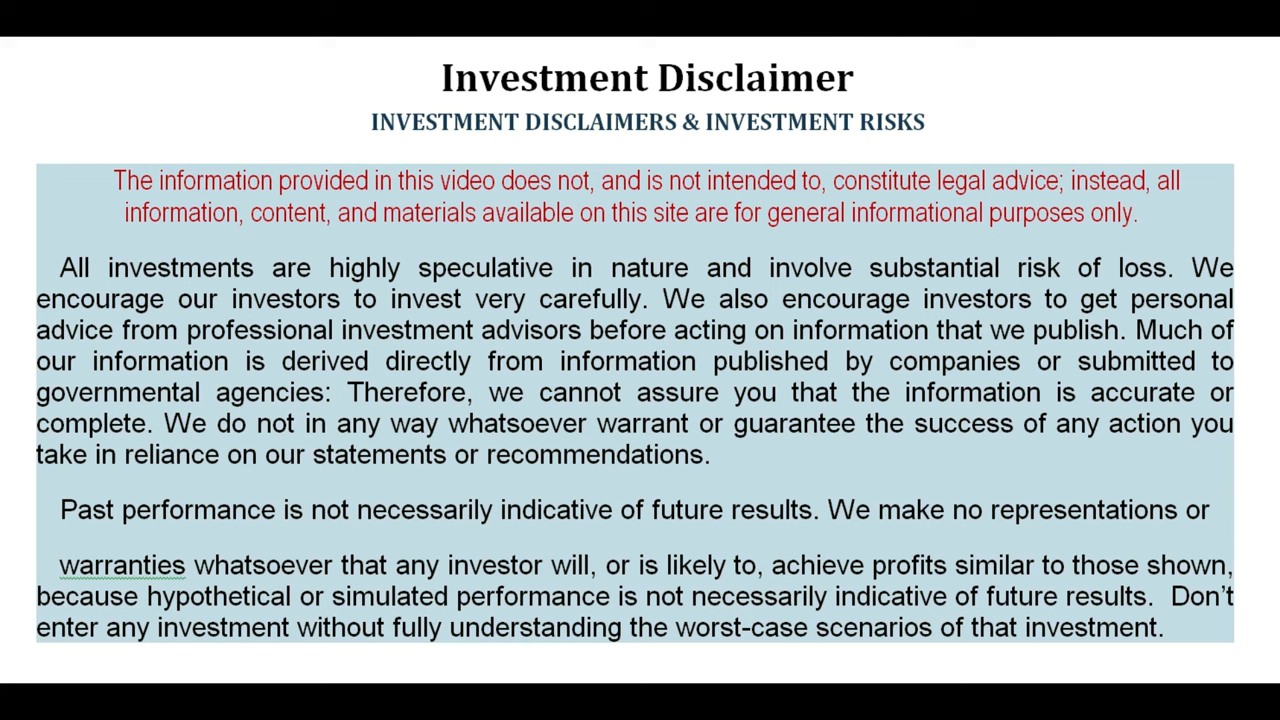 Investment Disclaimer
INVESTMENT DISCLAIMERS & INVESTMENT RISKS
The information provided in this video does not, and is not intended to, constitute legal advice; instead, all
information, content, and materials available on this site are for general informational purposes only.
All investments are highly speculative in nature and involve substantial risk of loss. We
encourage our investors to invest very carefully. We also encourage investors to get personal
advice from professional investment advisors before acting on information that we publish. Much of
our information is derived directly from information published by companies or submitted to
governmental agencies: Therefore, we cannot assure you that the information is accurate or
complete. We do not in any way whatsoever warrant or guarantee the success of any action you
take in reliance on our statements or recommendations.
Past performance is not necessarily indicative of future results. We make no representations or
warranties whatsoever that any investor will, or is likely to, achieve profits similar to those shown,
because hypothetical or simulated performance is not necessarily indicative of future results.  Don’t
enter any investment without fully understanding the worst-case scenarios of that investment.